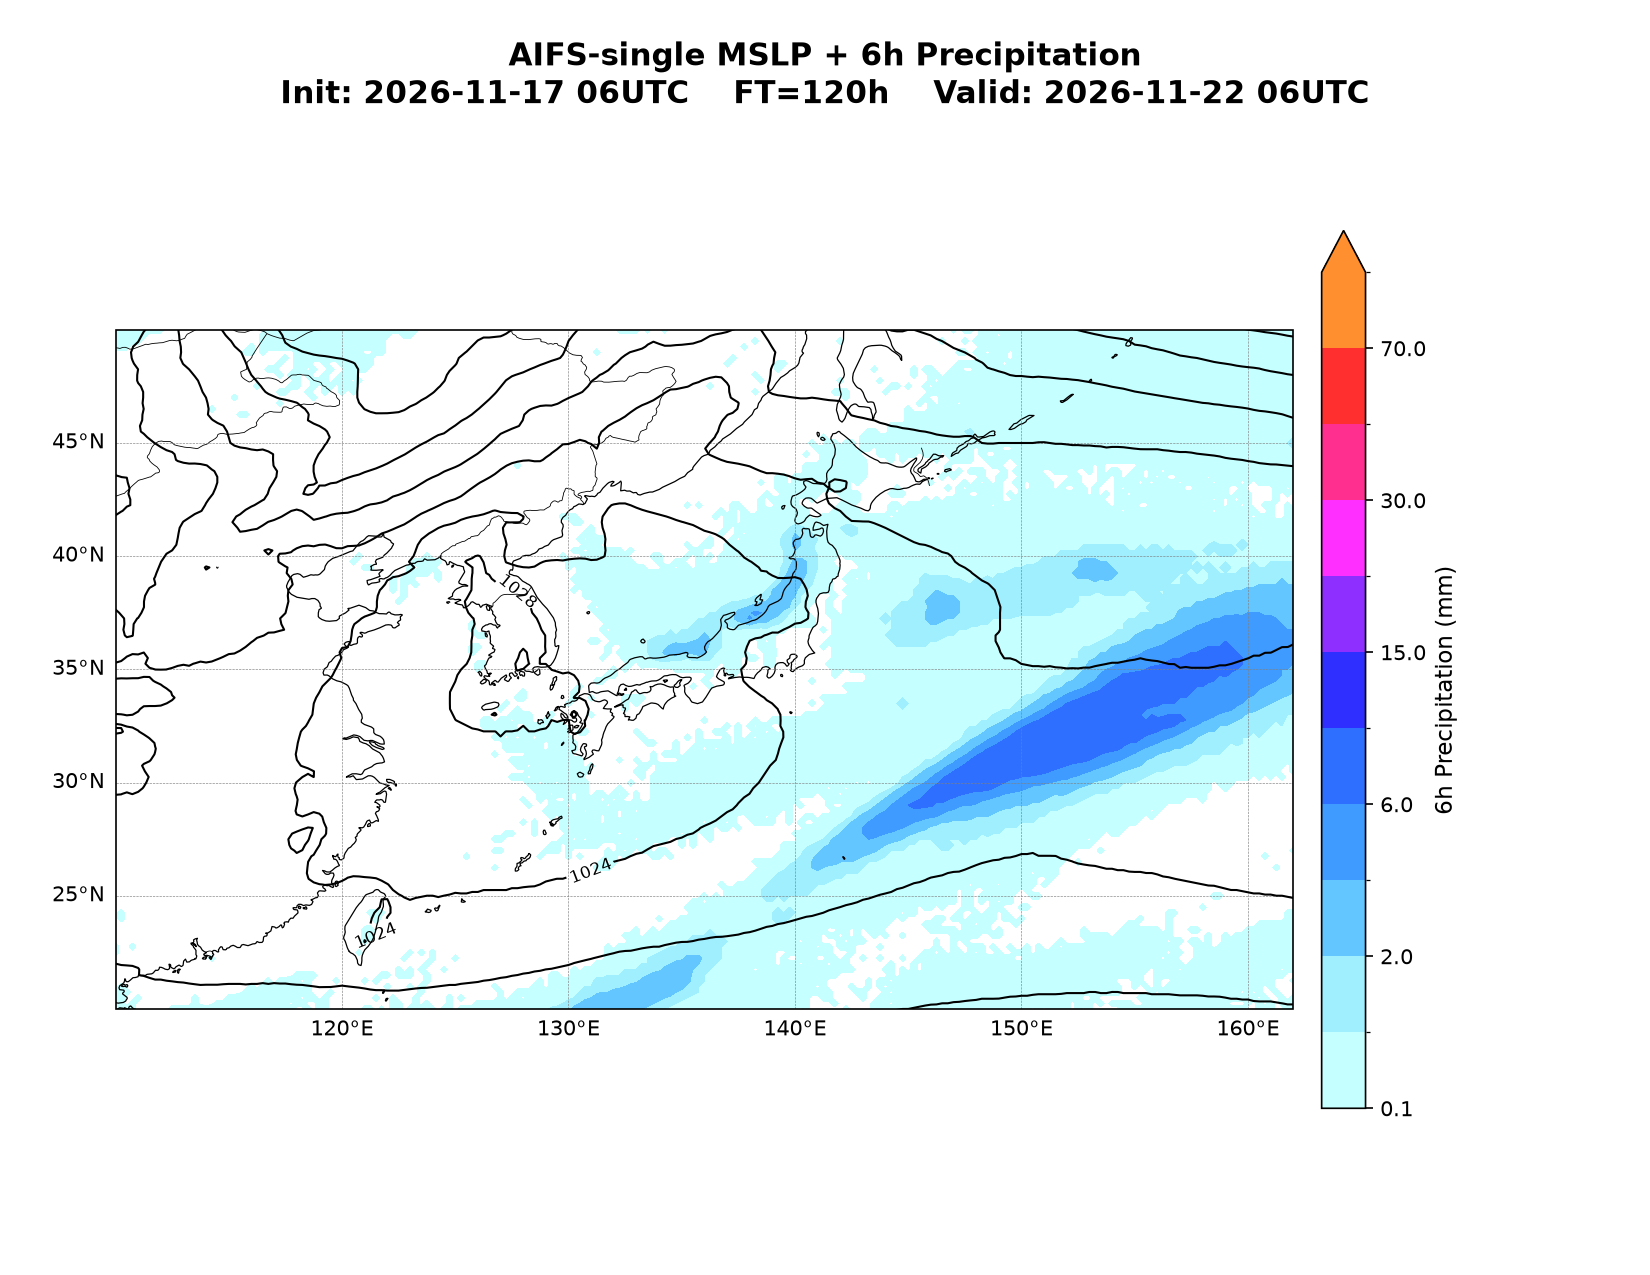 AIFS-single MSLP + 6h Precipitation
Init: 2026-11-17 06UTC    FT=120h    Valid: 2026-11-22 06UTC
70.0
30.0
15.0
6.0
2.0
0.1
6h Precipitation (mm)
45°N
40°N
35°N
30°N
25°N
1028
1024
1024
120°E
130°E
140°E
150°E
160°E